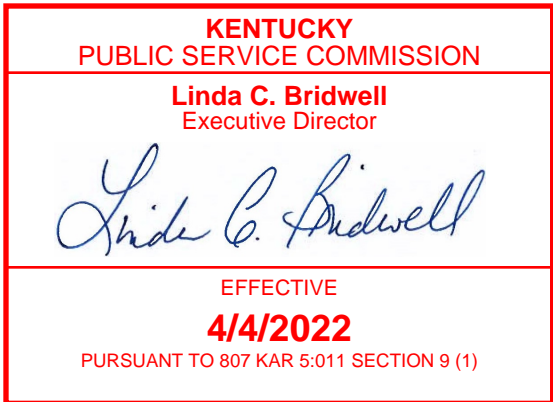 KENTUCKY
PUBLIC SERVICE COMMISSION
Linda C. Bridwell
Executive Director
Linda C. Bridwell
EFFECTIVE
4/4/2022
PURSUANT TO 807 KAR 5:011 SECTION 9 (1)